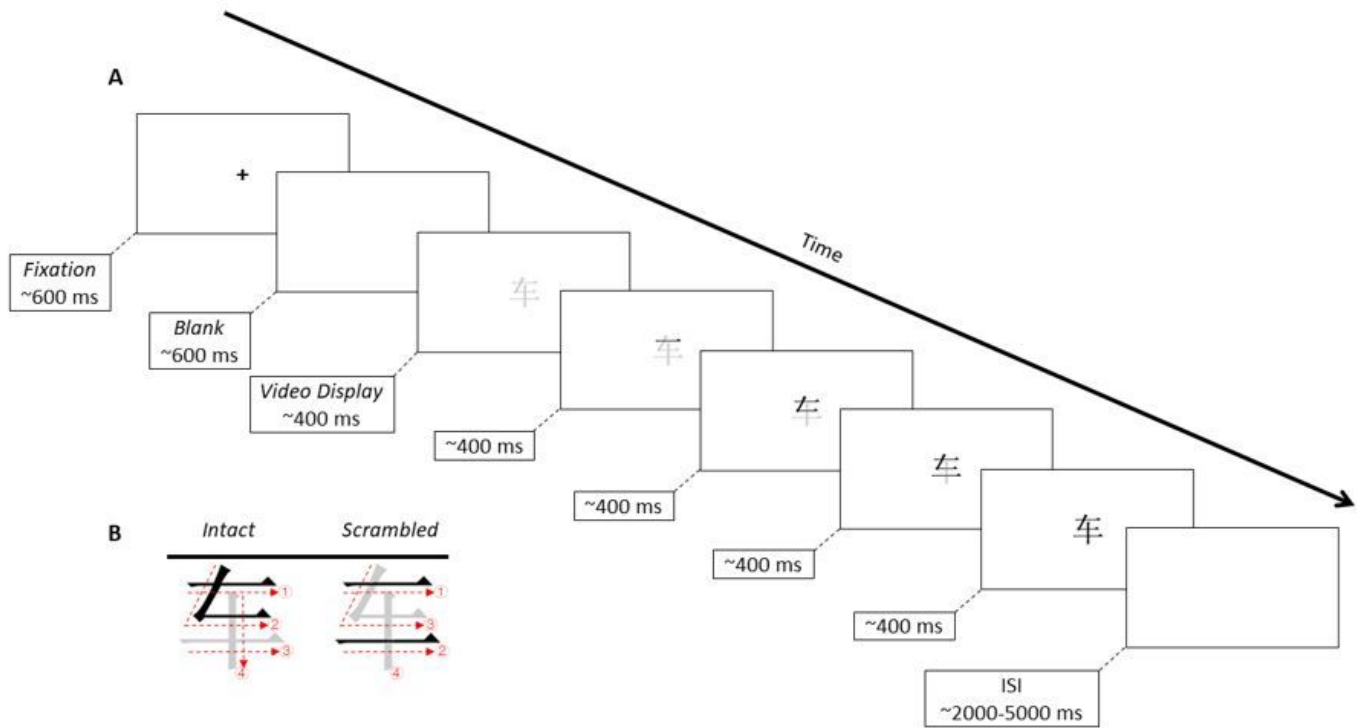 A
+
Fixation
~600 ms
Blank
~600 ms
车
Video Display
~400 ms
车
~400 ms
车
~400 ms
车
~400 ms
车
~400 ms
ISI
~2000-5000 ms
Time
B
Intact
Scrambled
车
①
②
③
④
车
①
③
②
④